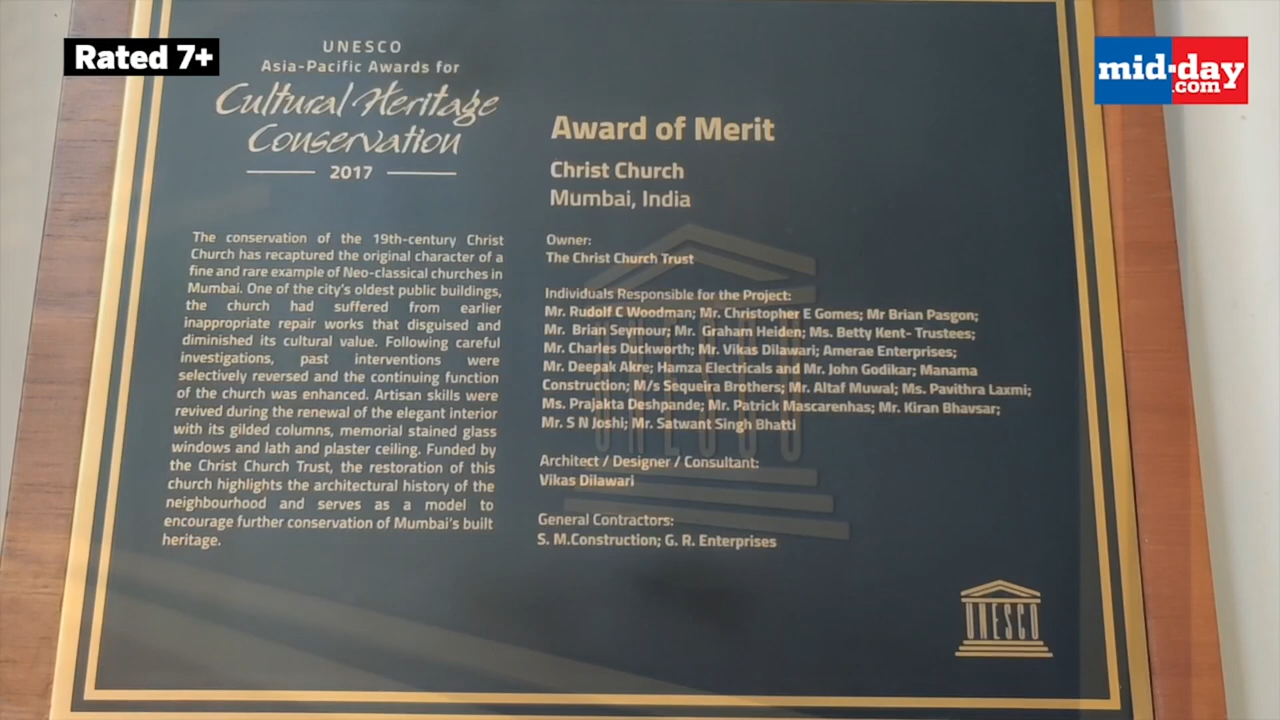 Rated 7+
mid-day
.com
UNESCO
Asia-Pacific Awards for
Cultural Heritage
Conservation
2017
The conservation of the 19th-century Christ
Church has recaptured the original character of a
fine and rare example of Neo-classical churches in
Mumbai. One of the city's oldest public buildings,
the church had suffered from earlier
inappropriate repair works that disguised and
diminished its cultural value. Following careful
investigations, past interventions were
selectively reversed and the continuing function
of the church was enhanced. Artisan skills were
revived during the renewal of the elegant interior
with its gilded columns, memorial stained glass
windows and lath and plaster ceiling. Funded by
the Christ Church Trust, the restoration of this
church highlights the architectural history of the
neighbourhood and serves as a model to
encourage further conservation of Mumbai's built
heritage.
Award of Merit
Christ Church
Mumbai, India
Owner:
The Christ Church Trust
Individuals Responsible for the Project:
Mr. Rudolf C Woodman; Mr. Christopher E Gomes; Mr Brian Pasgon;
Mr. Brian Seymour; Mr. Graham Heiden; Ms. Betty Kent- Trustees;
Mr. Charles Duckworth; Mr. Vikas Dilawari; Amerae Enterprises;
Mr. Deepak Akre; Hamza Electricals and Mr. John Godikar; Manama
Construction; M/s Sequeira Brothers; Mr. Altaf Muwal; Ms. Pavithra Laxmi;
Ms. Prajakta Deshpande; Mr. Patrick Mascarenhas; Mr. Kiran Bhavsar;
Mr. S N Joshi; Mr. Satwant Singh Bhatti
Architect / Designer / Consultant:
Vikas Dilawari
General Contractors:
S. M.Construction; G. R. Enterprises
UNESCO
UNESCO